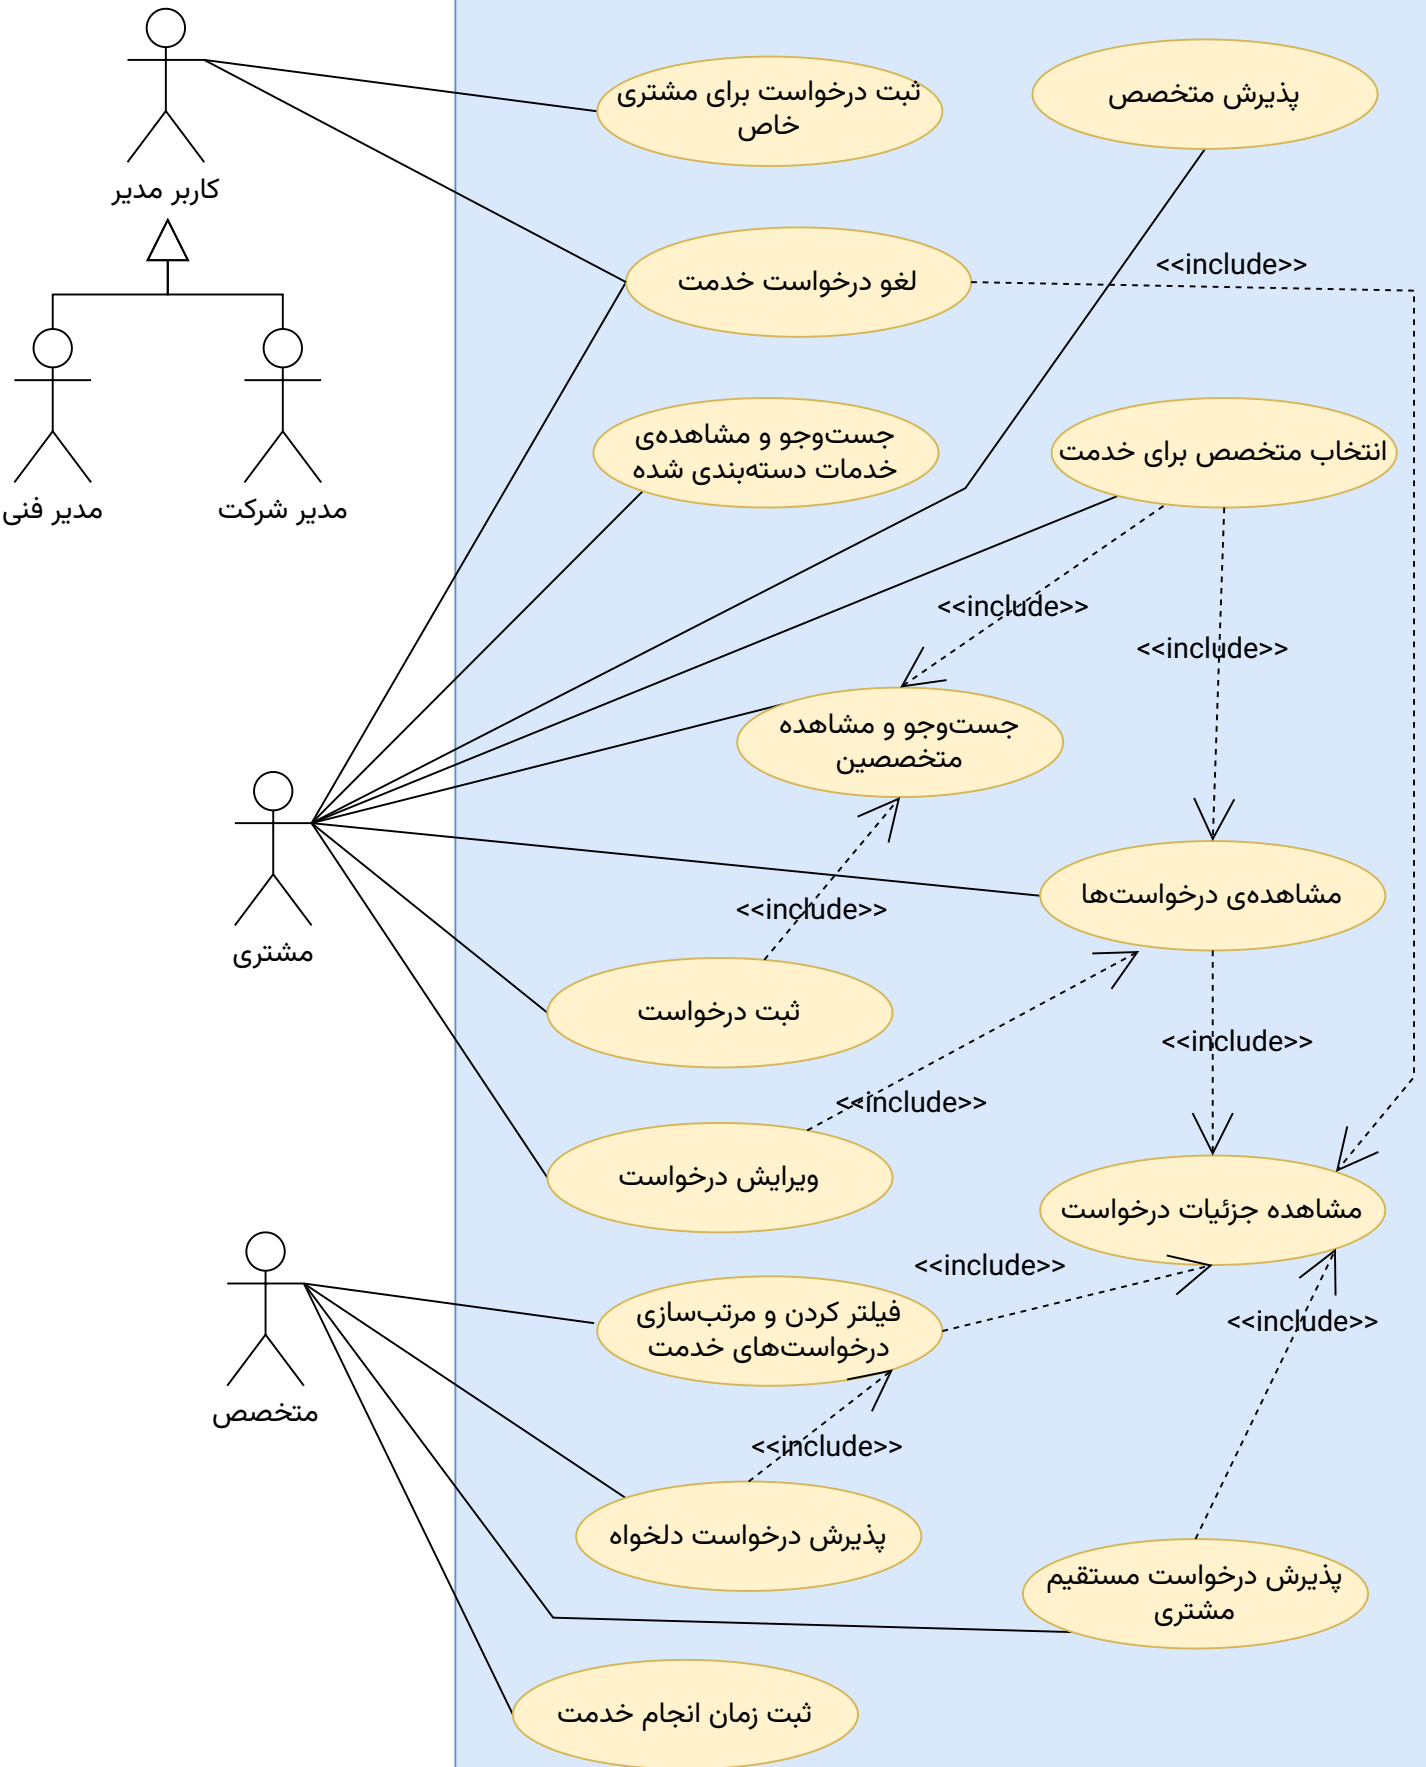 ثبت درخواست برای مشتری
خاص
پذیرش متخصص
کاربر مدیر
<<include>>
لغو درخواست خدمت
جست‌وجو و مشاهده‌ی
خدمات دسته‌بندی شده
انتخاب متخصص برای خدمت
مدیر شرکت
مدیر فنی
<<include>>
<<include>>
جست‌وجو و مشاهده
متخصصین
مشاهده‌ی درخواست‌ها
<<include>>
مشتری
ثبت درخواست
<<include>>
<<include>>
ویرایش درخواست
مشاهده جزئیات درخواست
<<include>>
فیلتر کردن و مرتب‌سازی
درخواست‌های خدمت
<<include>>
متخصص
<<include>>
پذیرش درخواست دلخواه
پذیرش درخواست مستقیم
مشتری
ثبت زمان انجام خدمت